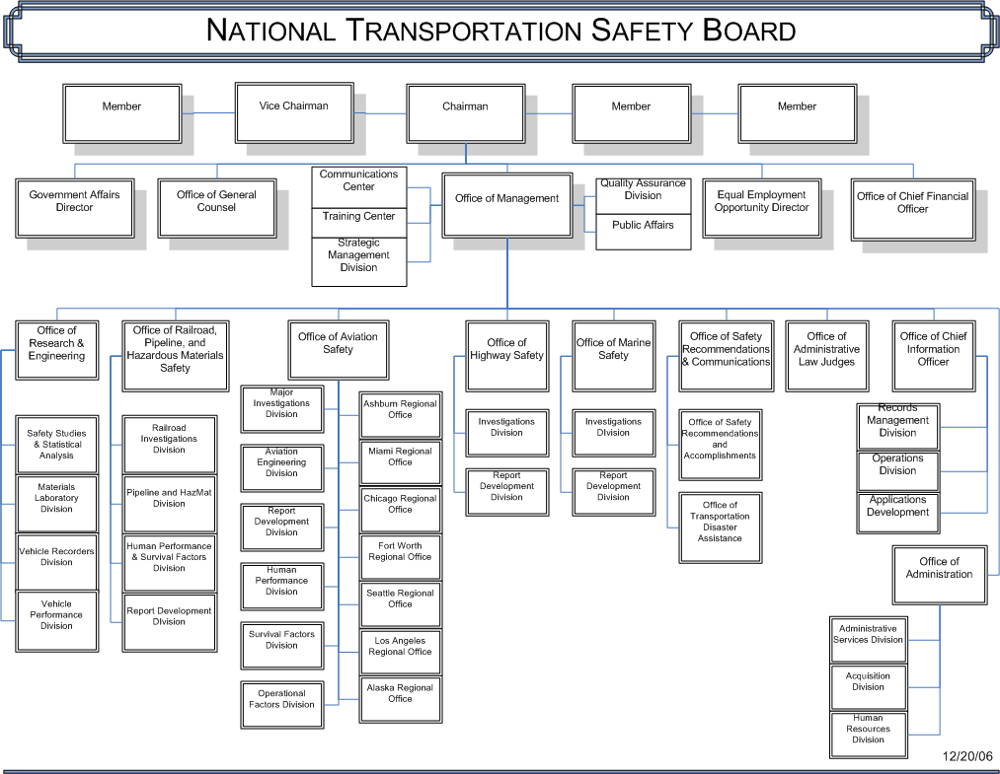 NATIONAL TRANSPORTATION SAFETY BOARD
Member
Vice Chairman
Chairman
Member
Member
Government Affairs
Director
Office of General
Counsel
Communications
Center
Training Center
Strategic
Management
Division
Office of Management
Quality Assurance
Division
Public Affairs
Equal Employment
Opportunity Director
Office of Chief Financial
Officer
Office of
Research &
Engineering
Office of Railroad,
Pipeline, and
Hazardous Materials
Safety
Office of Aviation
Safety
Office of
Highway Safety
Office of Marine
Safety
Office of Safety
Recommendations
& Communications
Office of
Administrative
Law Judges
Office of Chief
Information
Officer
Safety Studies
& Statistical
Analysis
Materials
Laboratory
Division
Vehicle Recorders
Division
Vehicle
Performance
Division
Railroad
Investigations
Division
Pipeline and HazMat
Division
Human Performance
& Survival Factors
Division
Report Development
DIvision
Major
Investigations
Division
Aviation
Engineering
Division
Report
Development
Division
Human
Performance
Division
Survival Factors
Division
Operational
Factors Division
Ashburn Regional
Office
Miami Regional
Office
Chicago Regional
Office
Fort Worth
Regional Office
Seattle Regional
Office
Los Angeles
Regional Office
Alaska Regional
Office
Investigations
DIvision
Report
Development
Division
Investigations
DIvision
Report
Development
Division
Office of Safety
Recommendations
and
Accomplishments
Office of
Transportation
Disaster
Assistance
Records
Management
Division
Operations
Division
Applications
Development
Office of
Administration
Administrative
Services Division
Acquisition
Division
Human
Resources
Division
12/20/06